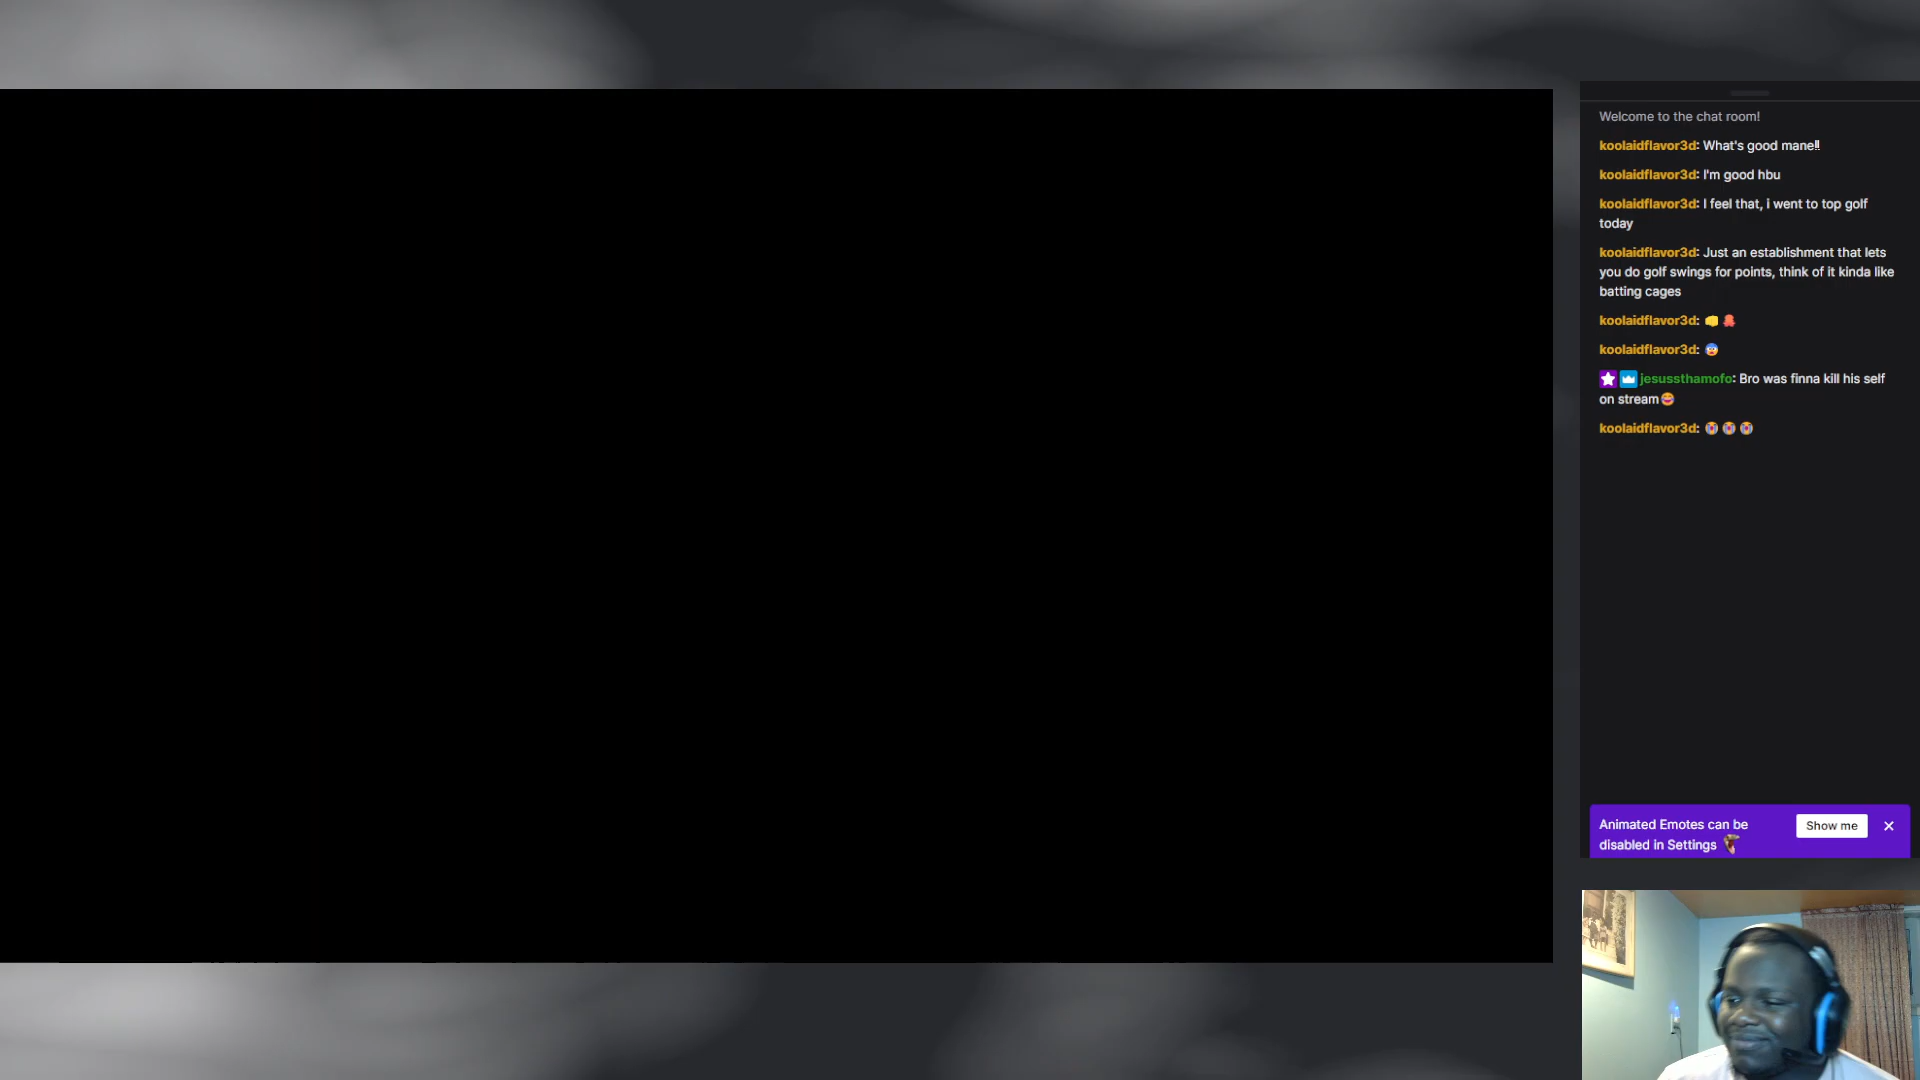 Welcome to the chat room!
koolaidflavor3d: What's good mane!!
koolaidflavor3d: I'm good hbu
koolaidflavor3d: I feel that, i went to top golf
today
koolaidflavor3d: Just an establishment that lets
you do golf swings for points, think of it kinda like
batting cages
koolaidflavor3d: 👊🐙
koolaidflavor3d: 😨
jesussthamofo: Bro was finna kill his self
on stream😂
koolaidflavor3d: 😭😭😭
Animated Emotes can be
disabled in Settings
Show me